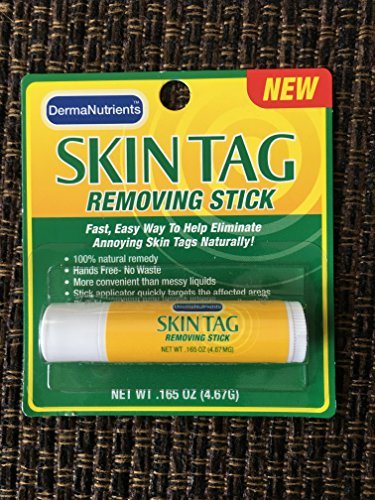 NEW
DermaNutrients™
SKIN TAG
REMOVING STICK
Fast, Easy Way To Help Eliminate
Annoying Skin Tags Naturally!
• 100% natural remedy
• Hands Free- No Waste
• More convenient than messy liquids
• Stick applicator quickly targets the affected areas
DermaNutrients
SKIN TAG
REMOVING STICK
NET WT .165 OZ (4.67MG)
NET WT .165 OZ (4.67G)